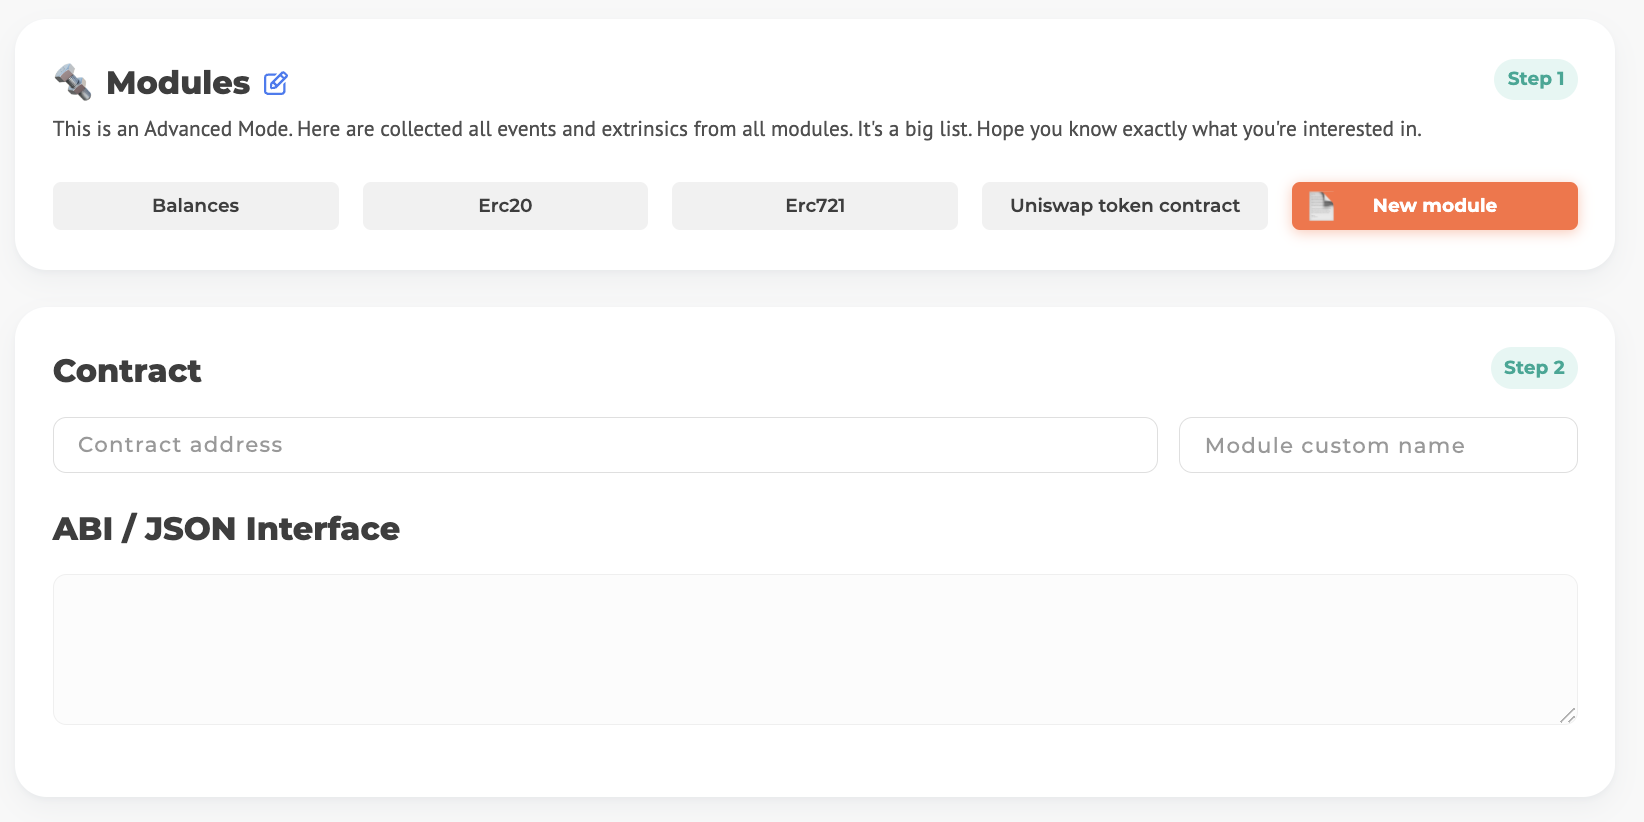 Modules
Step 1
This is an Advanced Mode. Here are collected all events and extrinsics from all modules. It's a big list. Hope you know exactly what you're interested in.
Balances
Erc20
Erc721
Uniswap token contract
New module
Contract
Step 2
Contract address
Module custom name
ABI / JSON Interface